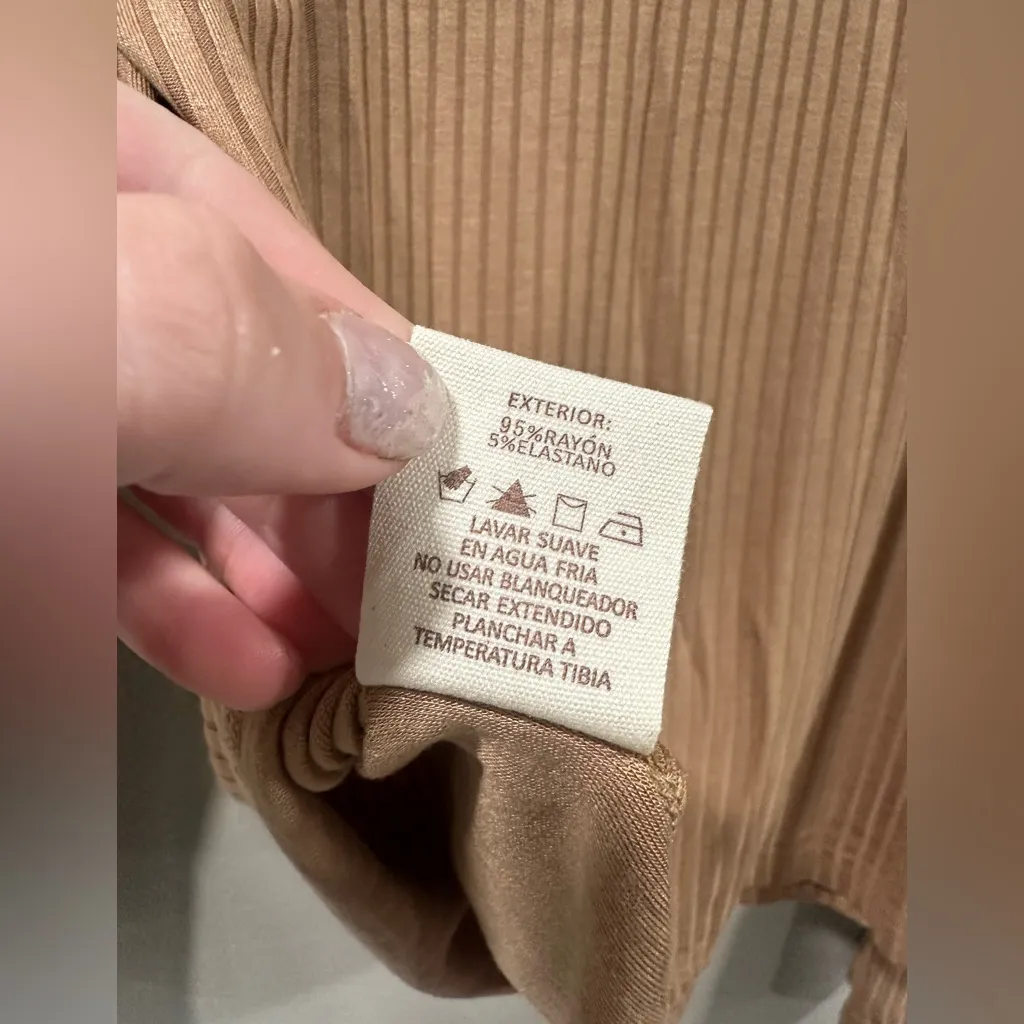 EXTERIOR:
95%RAYÓN
5%ELASTANO
LAVAR SUAVE
EN AGUA FRIA
NO USAR BLANQUEADOR
SECAR EXTENDIDO
PLANCHAR A
TEMPERATURA TIBIA